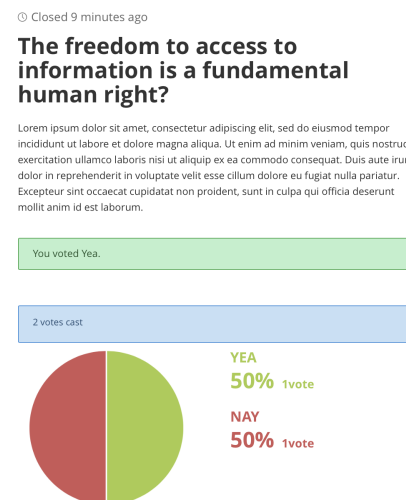 Closed 9 minutes ago
The freedom to access to
information is a fundamental
human right?
Lorem ipsum dolor sit amet, consectetur adipiscing elit, sed do eiusmod tempor
incididunt ut labore et dolore magna aliqua. Ut enim ad minim veniam, quis nostrud
exercitation ullamco laboris nisi ut aliquip ex ea commodo consequat. Duis aute irur
dolor in reprehenderit in voluptate velit esse cillum dolore eu fugiat nulla pariatur.
Excepteur sint occaecat cupidatat non proident, sunt in culpa qui officia deserunt
mollit anim id est laborum.
You voted Yea.
2 votes cast
YEA
50% 1vote
NAY
50% 1vote